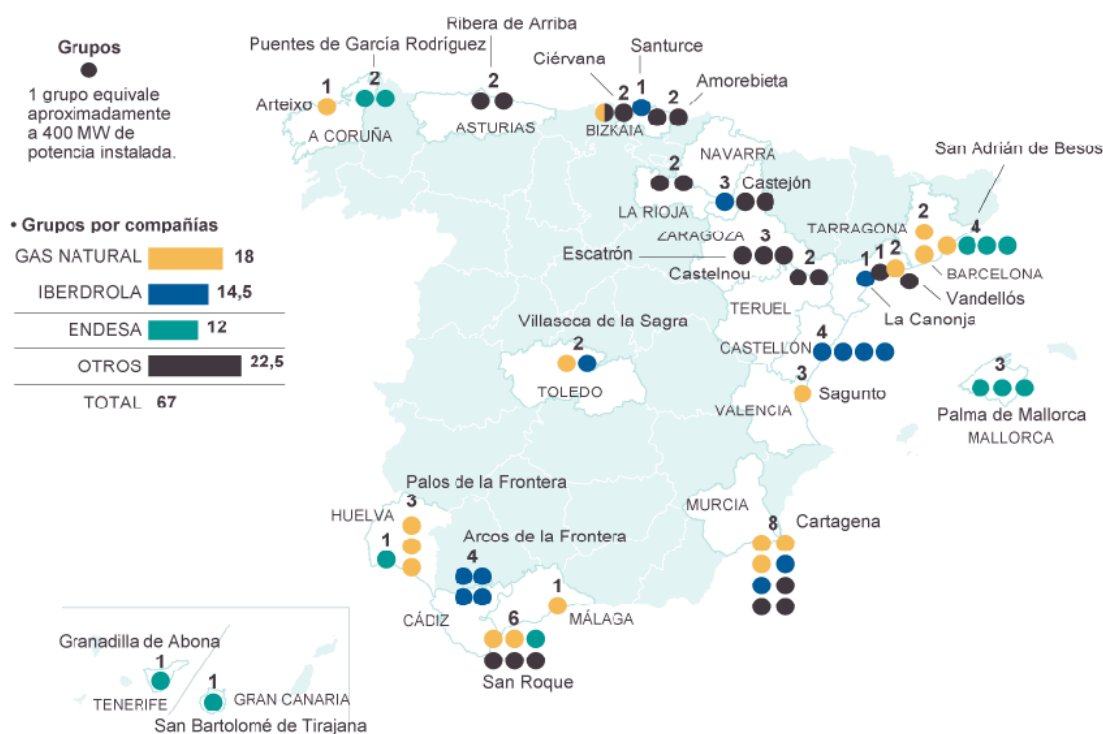 Grupos
1 grupo equivale
aproximadamente
a 400 MW de
potencia instalada.
• Grupos por compañías
GAS NATURAL 18
IBERDROLA 14,5
ENDESA 12
OTROS 22,5
TOTAL 67
Ribera de Arriba
Puentes de García Rodríguez
Santurce
Ciérvana
Amorebieta
1
2
2
2
1
2
Arteixo
A CORUÑA
ASTURIAS
BIZKAIA
NAVARRA
San Adrián de Besos
2
LA RIOJA
3
Castejón
TARRAGONA
2
4
BARCELONA
ZARAGOZA
3
Escatrón
Castelnou
2
1
1
2
Vandellós
La Canonja
TERUEL
Villaseca de la Sagra
2
TOLEDO
CASTELLÓN
4
3
Sagunto
VALENCIA
3
Palma de Mallorca
MALLORCA
Palos de la Frontera
3
HUELVA
1
Arcos de la Frontera
4
CÁDIZ
1
MÁLAGA
6
San Roque
MURCIA
8
Cartagena
Granadilla de Abona
1
TENERIFE
1
GRAN CANARIA
San Bartolomé de Tirajana